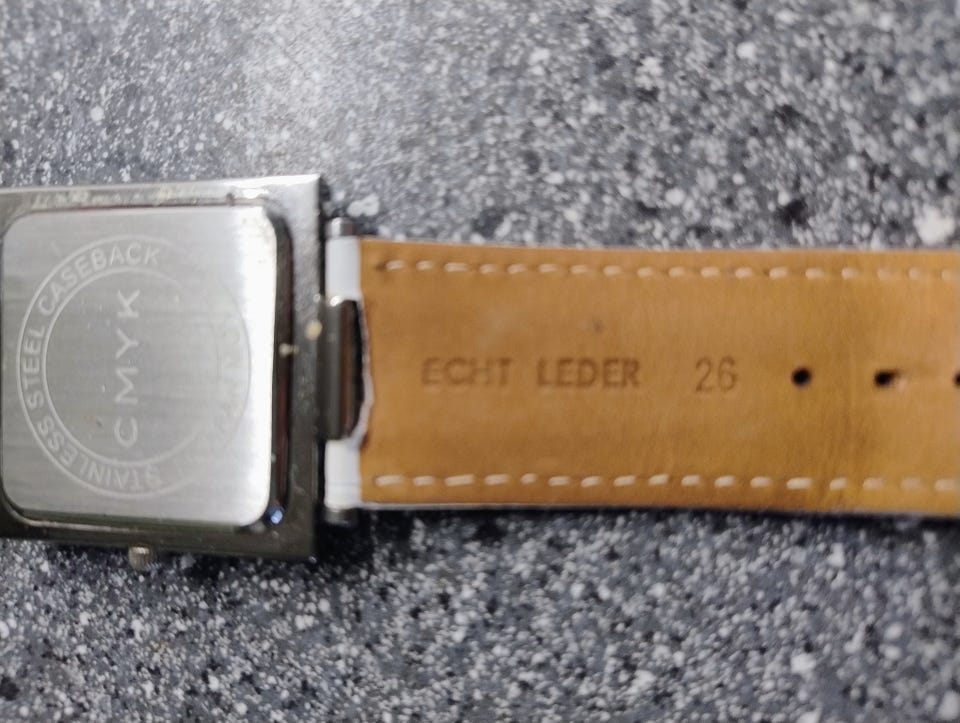 STAINLESS STEEL CASEBACK
CMYK
ECHT LEDER 26